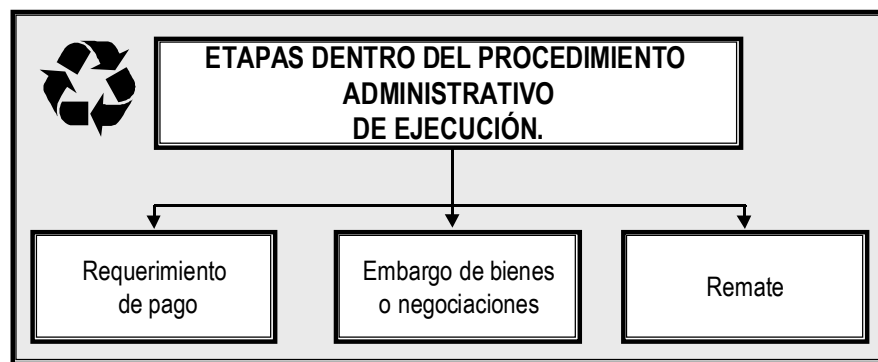 ETAPAS DENTRO DEL PROCEDIMIENTO
ADMINISTRATIVO
DE EJECUCIÓN.
Requerimiento
de pago
Embargo de bienes
o negociaciones
Remate